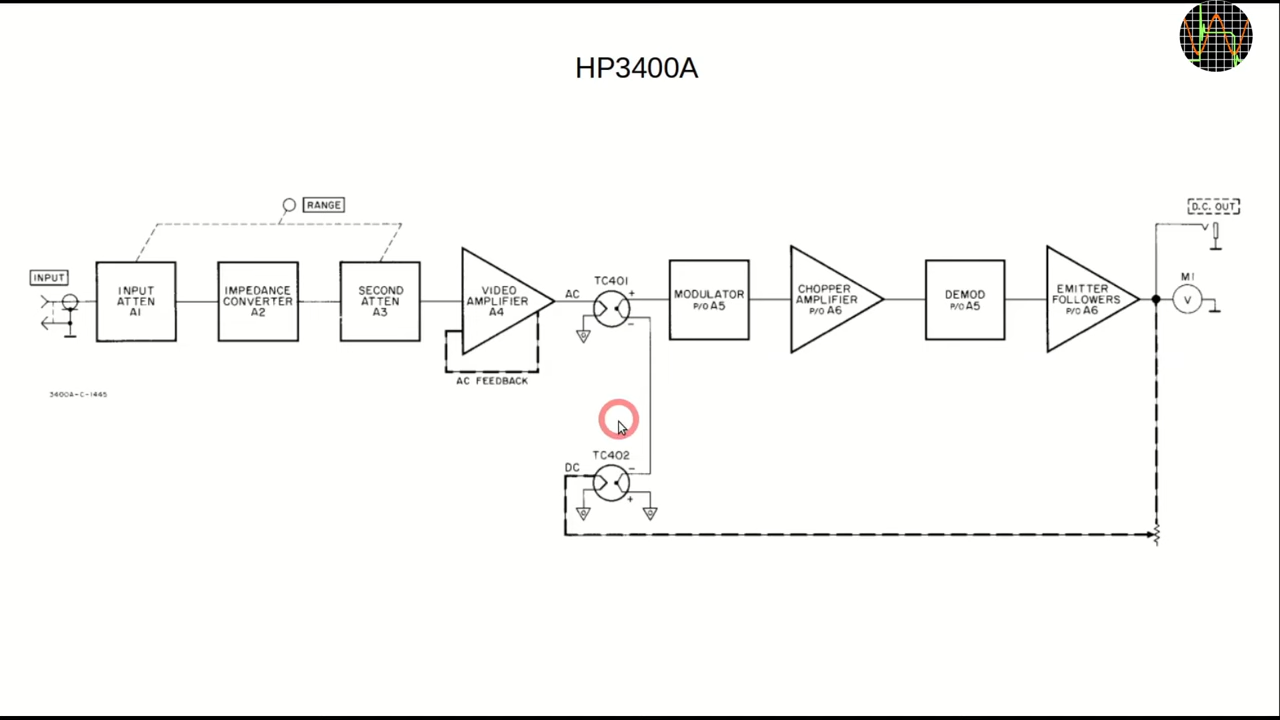 HP3400A
RANGE
D.C. OUT
INPUT
INPUT
ATTEN
A1
IMPEDANCE
CONVERTER
A2
SECOND
ATTEN
A3
VIDEO
AMPLIFIER
A4
AC FEEDBACK
AC
TC401
+
−
MODULATOR
P/O A5
CHOPPER
AMPLIFIER
P/O A6
DEMOD
P/O A5
EMITTER
FOLLOWERS
P/O A6
M1
V
3400A-C-1445
TC402
DC
−
+